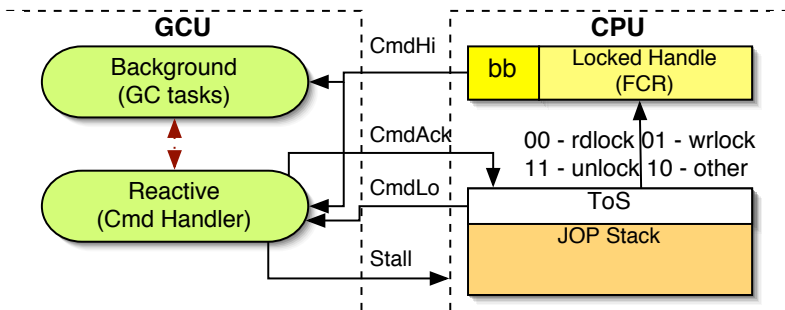 GCU
CPU
CmdHi
Background
(GC tasks)
bb
Locked Handle
(FCR)
CmdAck
00 - rdlock 01 - wrlock
11 - unlock 10 - other
Reactive
(Cmd Handler)
CmdLo
ToS
JOP Stack
Stall